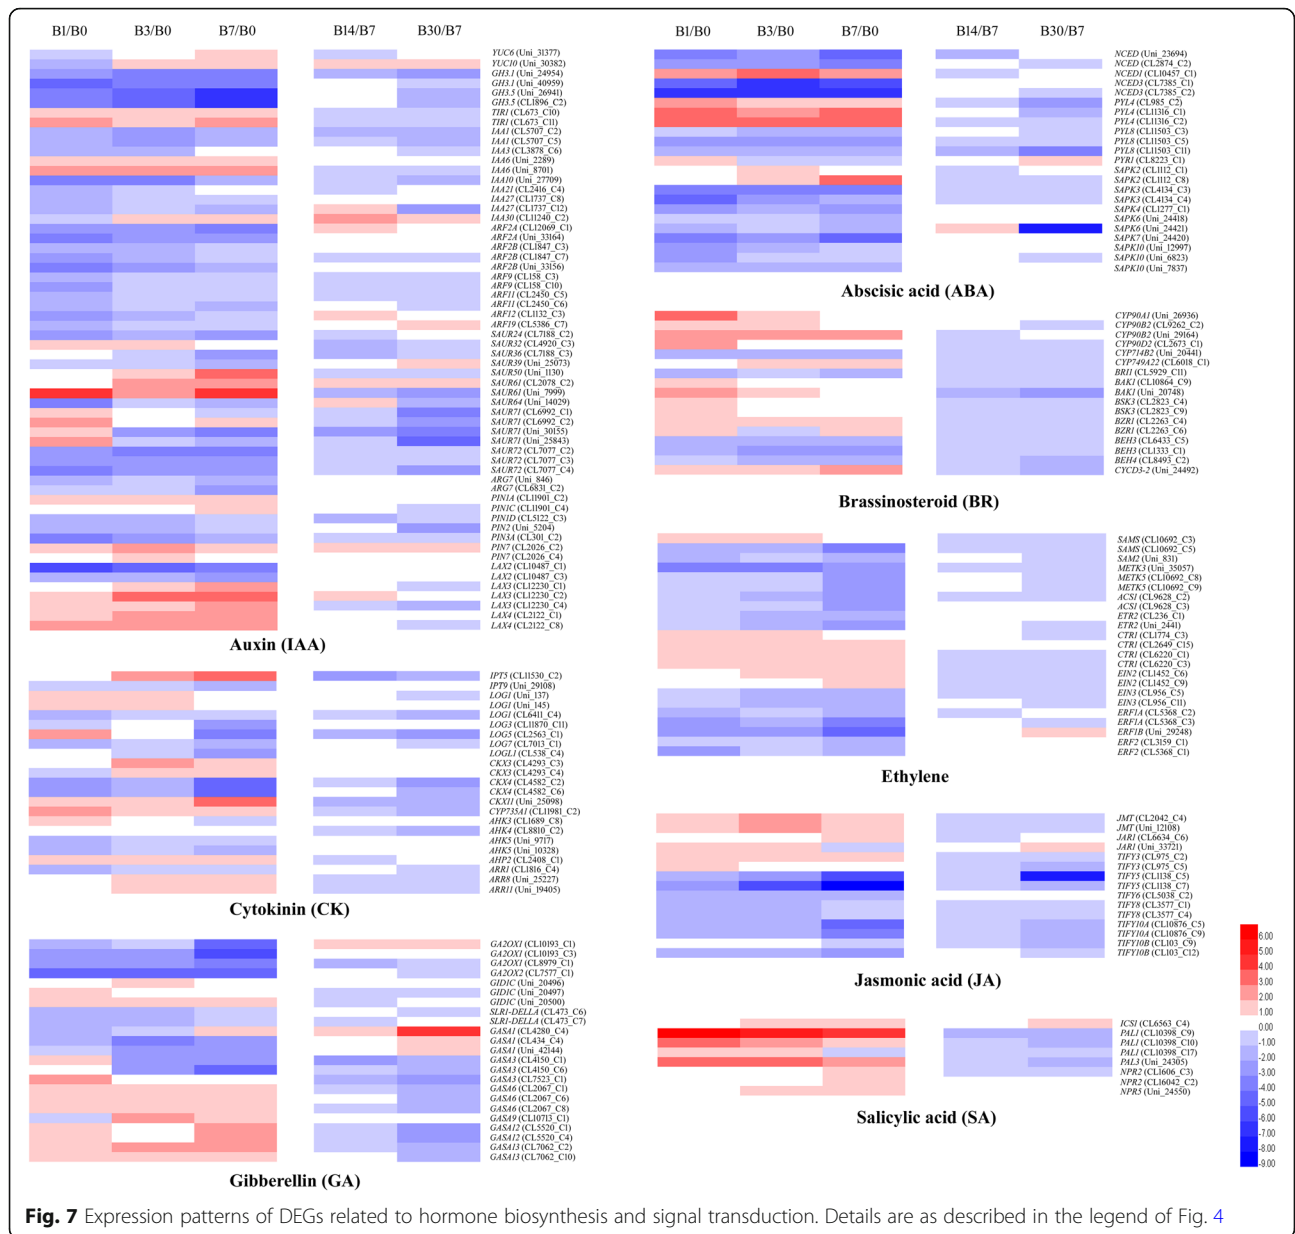 B1/B0 B3/B0 B7/B0 B14/B7 B30/B7
YUC6 (Uni_31377)
YUC10 (Uni_30382)
GH3.1 (Uni_24954)
GH3.1 (Uni_40959)
GH3.5 (Uni_26941)
GH3.5 (CL1896_C2)
TIR1 (CL673_C10)
TIR1 (CL673_C11)
IAA1 (CL5707_C2)
IAA1 (CL5707_C5)
IAA3 (CL3878_C6)
IAA6 (Uni_2289)
IAA6 (Uni_8701)
IAA10 (Uni_27709)
IAA21 (CL2416_C4)
IAA27 (CL1737_C8)
IAA27 (CL1737_C12)
IAA30 (CL11240_C2)
ARF2A (CL12069_C1)
ARF2A (Uni_33164)
ARF2B (CL1847_C3)
ARF2B (CL1847_C7)
ARF2B (Uni_33156)
ARF9 (CL158_C3)
ARF9 (CL158_C10)
ARF11 (CL2450_C5)
ARF11 (CL2450_C6)
ARF12 (CL1132_C3)
ARF19 (CL5386_C7)
SAUR24 (CL7188_C2)
SAUR32 (CL4920_C3)
SAUR36 (CL7188_C3)
SAUR39 (Uni_25073)
SAUR50 (Uni_1130)
SAUR61 (CL2078_C2)
SAUR61 (Uni_7999)
SAUR64 (Uni_14029)
SAUR71 (CL6992_C1)
SAUR71 (CL6992_C2)
SAUR71 (Uni_30155)
SAUR71 (Uni_25843)
SAUR72 (CL7077_C2)
SAUR72 (CL7077_C3)
SAUR72 (CL7077_C4)
ARG7 (Uni_846)
ARG7 (CL6831_C2)
PIN1A (CL11901_C2)
PIN1C (CL11901_C4)
PIN1D (CL5122_C3)
PIN2 (Uni_5204)
PIN3A (CL301_C2)
PIN7 (CL2026_C2)
PIN7 (CL2026_C4)
LAX2 (CL10487_C1)
LAX2 (CL10487_C3)
LAX3 (CL12230_C1)
LAX3 (CL12230_C2)
LAX3 (CL12230_C4)
LAX4 (CL2122_C1)
LAX4 (CL2122_C8)
Auxin (IAA)
IPT5 (CL11530_C2)
IPT9 (Uni_29108)
LOG1 (Uni_137)
LOG1 (Uni_145)
LOG1 (CL6411_C4)
LOG3 (CL11870_C11)
LOG5 (CL2563_C1)
LOG7 (CL7013_C1)
LOGL1 (CL538_C4)
CKX3 (CL4293_C3)
CKX3 (CL4293_C4)
CKX4 (CL4582_C2)
CKX4 (CL4582_C6)
CKX11 (Uni_25098)
CYP735A1 (CL11981_C2)
AHK3 (CL1689_C8)
AHK4 (CL8810_C2)
AHK5 (Uni_9717)
AHK5 (Uni_10328)
AHP2 (CL2408_C1)
ARR1 (CL1816_C4)
ARR8 (Uni_25227)
ARR11 (Uni_19405)
Cytokinin (CK)
GA2OX1 (CL10193_C1)
GA2OX1 (CL10193_C3)
GA2OX1 (CL8979_C1)
GA2OX2 (CL7577_C1)
GID1C (Uni_20496)
GID1C (Uni_20497)
GID1C (Uni_20500)
SLR1-DELLA (CL473_C6)
SLR1-DELLA (CL473_C7)
GASA1 (CL4280_C4)
GASA1 (CL434_C4)
GASA1 (Uni_42144)
GASA3 (CL4150_C1)
GASA3 (CL4150_C6)
GASA3 (CL7523_C1)
GASA6 (CL2067_C1)
GASA6 (CL2067_C6)
GASA6 (CL2067_C8)
GASA9 (CL10713_C1)
GASA12 (CL5520_C1)
GASA12 (CL5520_C4)
GASA13 (CL7062_C2)
GASA13 (CL7062_C10)
Gibberellin (GA)
B1/B0 B3/B0 B7/B0 B14/B7 B30/B7
NCED (Uni_23694)
NCED (CL2874_C2)
NCED1 (CL10457_C1)
NCED3 (CL7385_C1)
NCED3 (CL7385_C2)
PYL4 (CL985_C2)
PYL4 (CL11316_C1)
PYL4 (CL11316_C2)
PYL8 (CL11503_C3)
PYL8 (CL11503_C5)
PYL8 (CL11503_C11)
PYR1 (CL8223_C1)
SAPK2 (CL1112_C1)
SAPK2 (CL1112_C8)
SAPK3 (CL4134_C3)
SAPK3 (CL4134_C4)
SAPK4 (CL1277_C1)
SAPK6 (Uni_24418)
SAPK6 (Uni_24421)
SAPK7 (Uni_24420)
SAPK10 (Uni_12997)
SAPK10 (Uni_6823)
SAPK10 (Uni_7837)
Abscisic acid (ABA)
CYP90A1 (Uni_26936)
CYP90B2 (CL9262_C2)
CYP90B2 (Uni_29164)
CYP90D2 (CL2673_C1)
CYP714B2 (Uni_20441)
CYP749A22 (CL6018_C1)
BRI1 (CL5929_C11)
BAK1 (CL10864_C9)
BAK1 (Uni_20748)
BSK3 (CL2823_C4)
BSK3 (CL2823_C9)
BZR1 (CL2263_C4)
BZR1 (CL2263_C6)
BEH3 (CL6433_C5)
BEH3 (CL1333_C1)
BEH4 (CL8493_C2)
CYCD3-2 (Uni_24492)
Brassinosteroid (BR)
SAMS (CL10692_C3)
SAMS (CL10692_C5)
SAM2 (Uni_831)
METK3 (Uni_35057)
METK5 (CL10692_C8)
METK5 (CL10692_C9)
ACS1 (CL9628_C2)
ACS1 (CL9628_C3)
ETR2 (CL236_C1)
ETR2 (Uni_2441)
CTR1 (CL1774_C3)
CTR1 (CL2649_C15)
CTR1 (CL6220_C1)
CTR1 (CL6220_C3)
EIN2 (CL1452_C6)
EIN2 (CL1452_C9)
EIN3 (CL956_C5)
EIN3 (CL956_C11)
ERF1A (CL5368_C2)
ERF1A (CL5368_C3)
ERF1B (Uni_29248)
ERF2 (CL3159_C1)
ERF2 (CL5368_C1)
Ethylene
JMT (CL2042_C4)
JMT (Uni_12108)
JAR1 (CL6634_C6)
JAR1 (Uni_33721)
TIFY3 (CL975_C2)
TIFY3 (CL975_C5)
TIFY5 (CL1138_C5)
TIFY5 (CL1138_C7)
TIFY6 (CL5038_C2)
TIFY8 (CL3577_C1)
TIFY8 (CL3577_C4)
TIFY10A (CL10876_C5)
TIFY10A (CL10876_C9)
TIFY10B (CL103_C9)
TIFY10B (CL103_C12)
Jasmonic acid (JA)
ICS1 (CL6563_C4)
PAL1 (CL10398_C9)
PAL1 (CL10398_C10)
PAL1 (CL10398_C17)
PAL3 (Uni_24305)
NPR2 (CL1606_C3)
NPR2 (CL16042_C2)
NPR5 (Uni_24550)
Salicylic acid (SA)
6.00
5.00
4.00
3.00
2.00
1.00
0.00
-1.00
-2.00
-3.00
-4.00
-5.00
-6.00
-7.00
-8.00
-9.00
Fig. 7 Expression patterns of DEGs related to hormone biosynthesis and signal transduction. Details are as described in the legend of Fig. 4